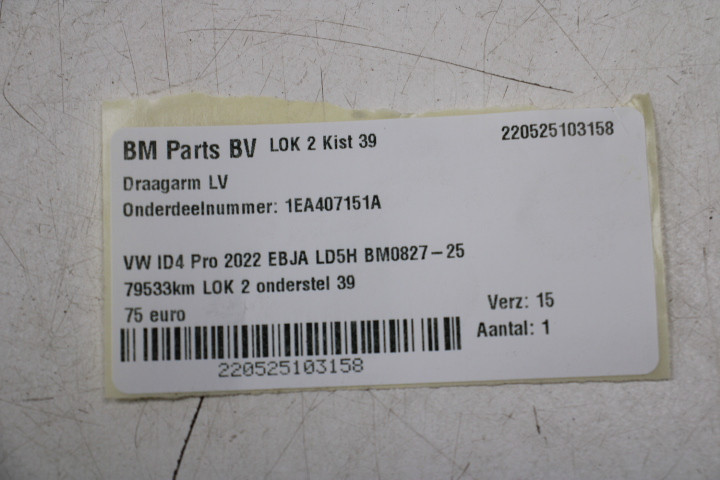 BM Parts BV LOK 2 Kist 39 220525103158
Draagarm LV
Onderdeelnummer: 1EA407151A
VW ID4 Pro 2022 EBJA LD5H BM0827-25
79533km LOK 2 onderstel 39
75 euro Verz: 15
Aantal: 1
220525103158